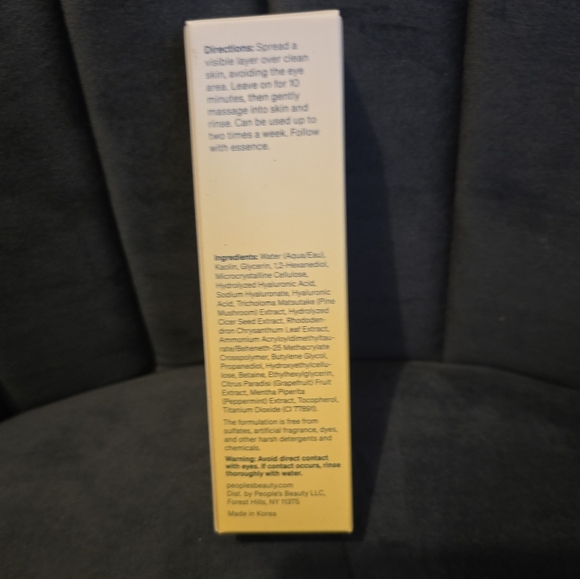 Directions: Spread a
visible layer over clean
skin, avoiding the eye
area. Leave on for 10
minutes, then gently
massage into skin and
rinse. Can be used up to
two times a week. Follow
with essence.
Ingredients: Water (Aqua/Eau),
Kaolin, Glycerin, 1,2-Hexanediol,
Microcrystalline Cellulose,
Hydrolyzed Hyaluronic Acid,
Sodium Hyaluronate, Hyaluronic
Acid, Tricholoma Matsutake (Pine
Mushroom) Extract, Hydrolyzed
Cicer Seed Extract, Rhododen-
dron Chrysanthum Leaf Extract,
Ammonium Acryloyldimethyltau-
rate/Beheneth-25 Methacrylate
Crosspolymer, Butylene Glycol,
Propanediol, Hydroxyethylcellu-
lose, Betaine, Ethylhexylglycerin,
Citrus Paradisi (Grapefruit) Fruit
Extract, Mentha Piperita
(Peppermint) Extract, Tocopherol,
Titanium Dioxide (CI 77891).
The formulation is free from
sulfates, artificial fragrance, dyes,
and other harsh detergents and
chemicals.
Warning: Avoid direct contact
with eyes. If contact occurs, rinse
thoroughly with water.
peoplesbeauty.com
Dist. by People's Beauty LLC,
Forest Hills, NY 11375
Made in Korea